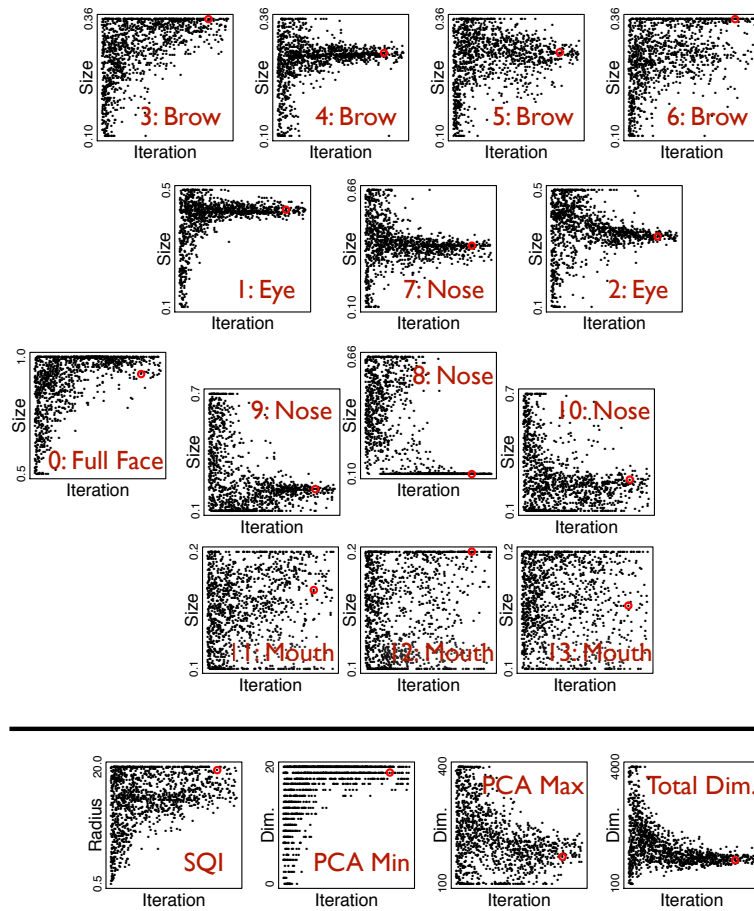 0.36 0.36 0.36 0.36
Size Size Size Size
3: Brow 4: Brow 5: Brow 6: Brow
0.10 0.10 0.10 0.10
Iteration Iteration Iteration Iteration
0.5 0.66 0.5
Size Size Size
1: Eye 7: Nose 2: Eye
0.1 0.10 0.1
Iteration Iteration Iteration
1.0
Size
0: Full Face
0.5
Iteration
0.66
Size
8: Nose
0.10
Iteration
0.7 0.7
9: Nose 10: Nose
Size Size
0.1 0.1
Iteration Iteration
0.2 0.2 0.2
Size Size Size
11: Mouth 12: Mouth 13: Mouth
0.1 0.1 0.1
Iteration Iteration Iteration
20.0 20 400 4000
PCA Max Total Dim.
Radius Dim. Dim. Dim.
SQI PCA Min
0.5 0 100 100
Iteration Iteration Iteration Iteration